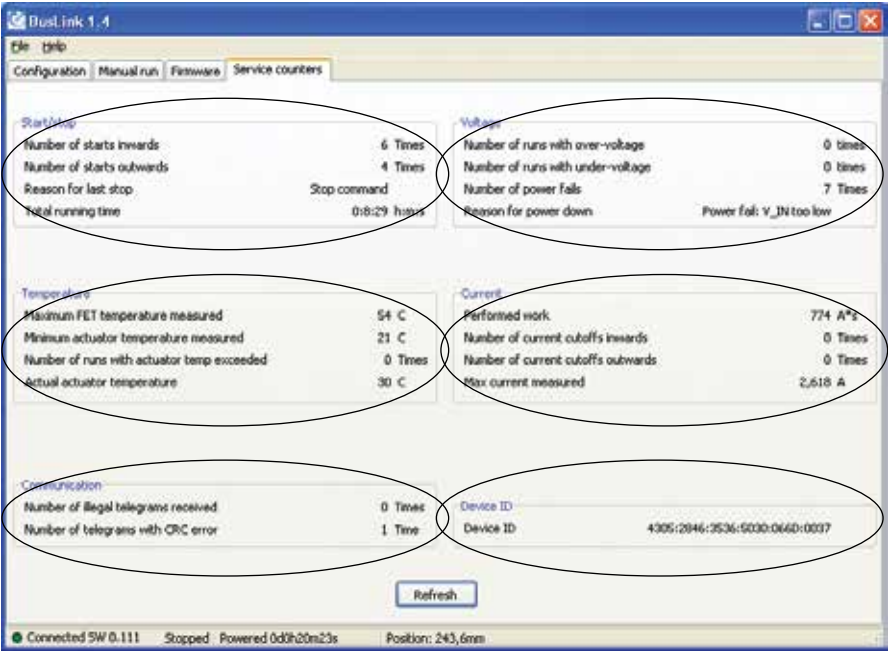 BusLink 1.4
File Help
Configuration Manual run Firmware Service counters
Start/stop
Number of starts inwards 6 Times
Number of starts outwards 4 Times
Reason for last stop Stop command
Total running time 0:8:29 h:m:s
Voltage
Number of runs with over-voltage 0 times
Number of runs with under-voltage 0 times
Number of power fails 7 Times
Reason for power down Power fail: V_IN too low
Temperature
Maximum FET temperature measured 54 C
Minimum actuator temperature measured 21 C
Number of runs with actuator temp exceeded 0 Times
Actual actuator temperature 30 C
Current
Performed work 774 A*s
Number of current cutoffs inwards 0 Times
Number of current cutoffs outwards 0 Times
Max current measured 2,618 A
Communication
Number of illegal telegrams received 0 Times
Number of telegrams with CRC error 1 Time
Device ID
Device ID 4305:2846:3536:5030:066D:0037
Refresh
Connected SW 0.111 Stopped Powered 0d0h20m23s Position: 243,6mm